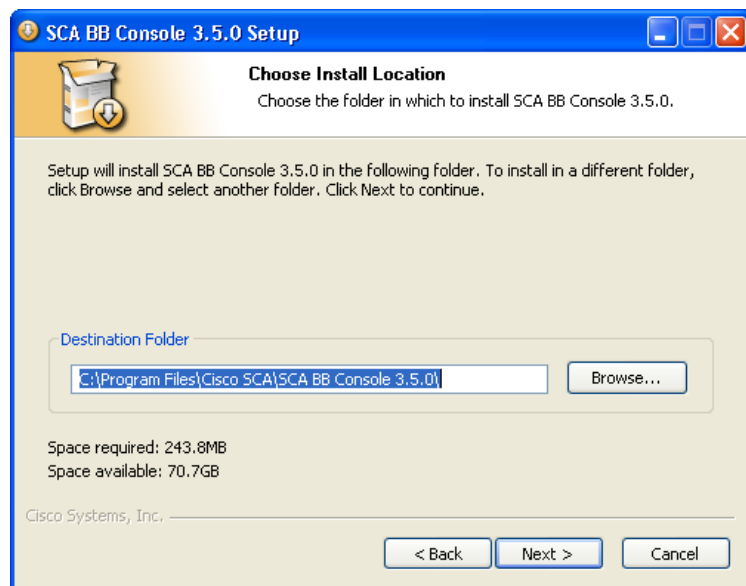 SCA BB Console 3.5.0 Setup
Choose Install Location
Choose the folder in which to install SCA BB Console 3.5.0.
Setup will install SCA BB Console 3.5.0 in the following folder. To install in a different folder,
click Browse and select another folder. Click Next to continue.
Destination Folder
C:\Program Files\Cisco SCA\SCA BB Console 3.5.0\
Browse...
Space required: 243.8MB
Space available: 70.7GB
Cisco Systems, Inc.
< Back
Next >
Cancel